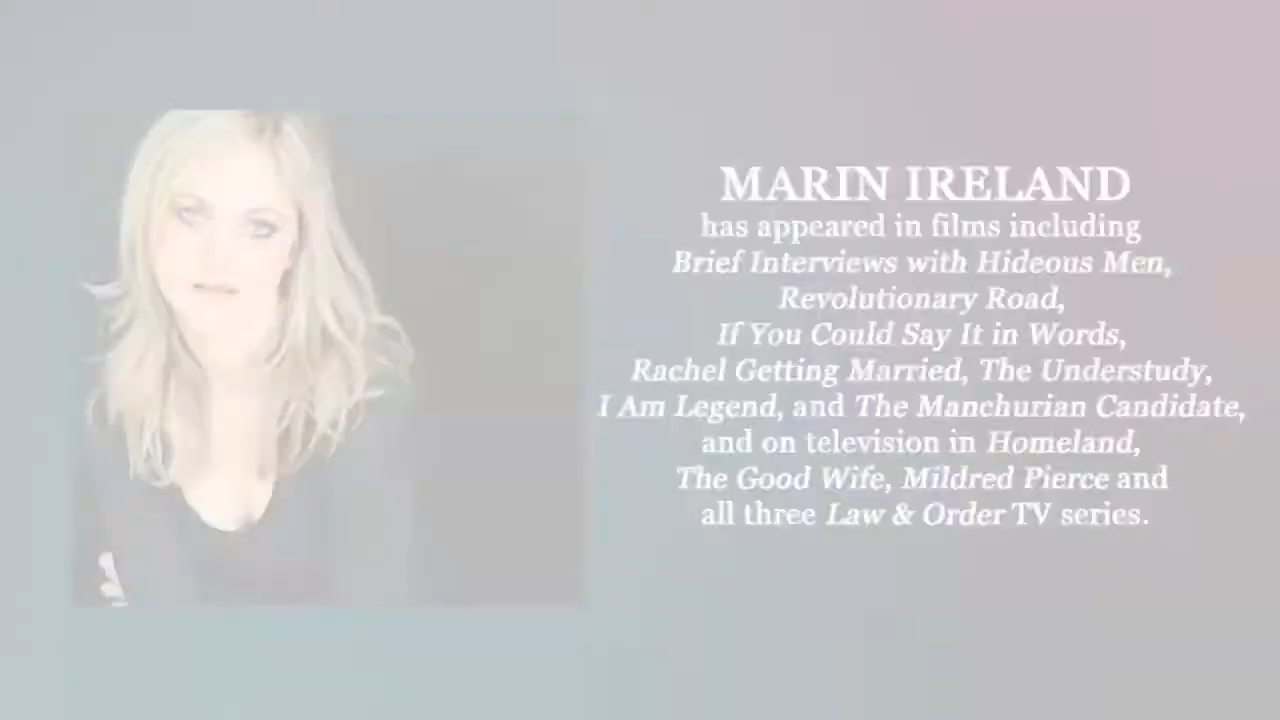 MARIN IRELAND
has appeared in films including
Brief Interviews with Hideous Men,
Revolutionary Road,
If You Could Say It in Words,
Rachel Getting Married, The Understudy,
I Am Legend, and The Manchurian Candidate,
and on television in Homeland,
The Good Wife, Mildred Pierce and
all three Law & Order TV series.